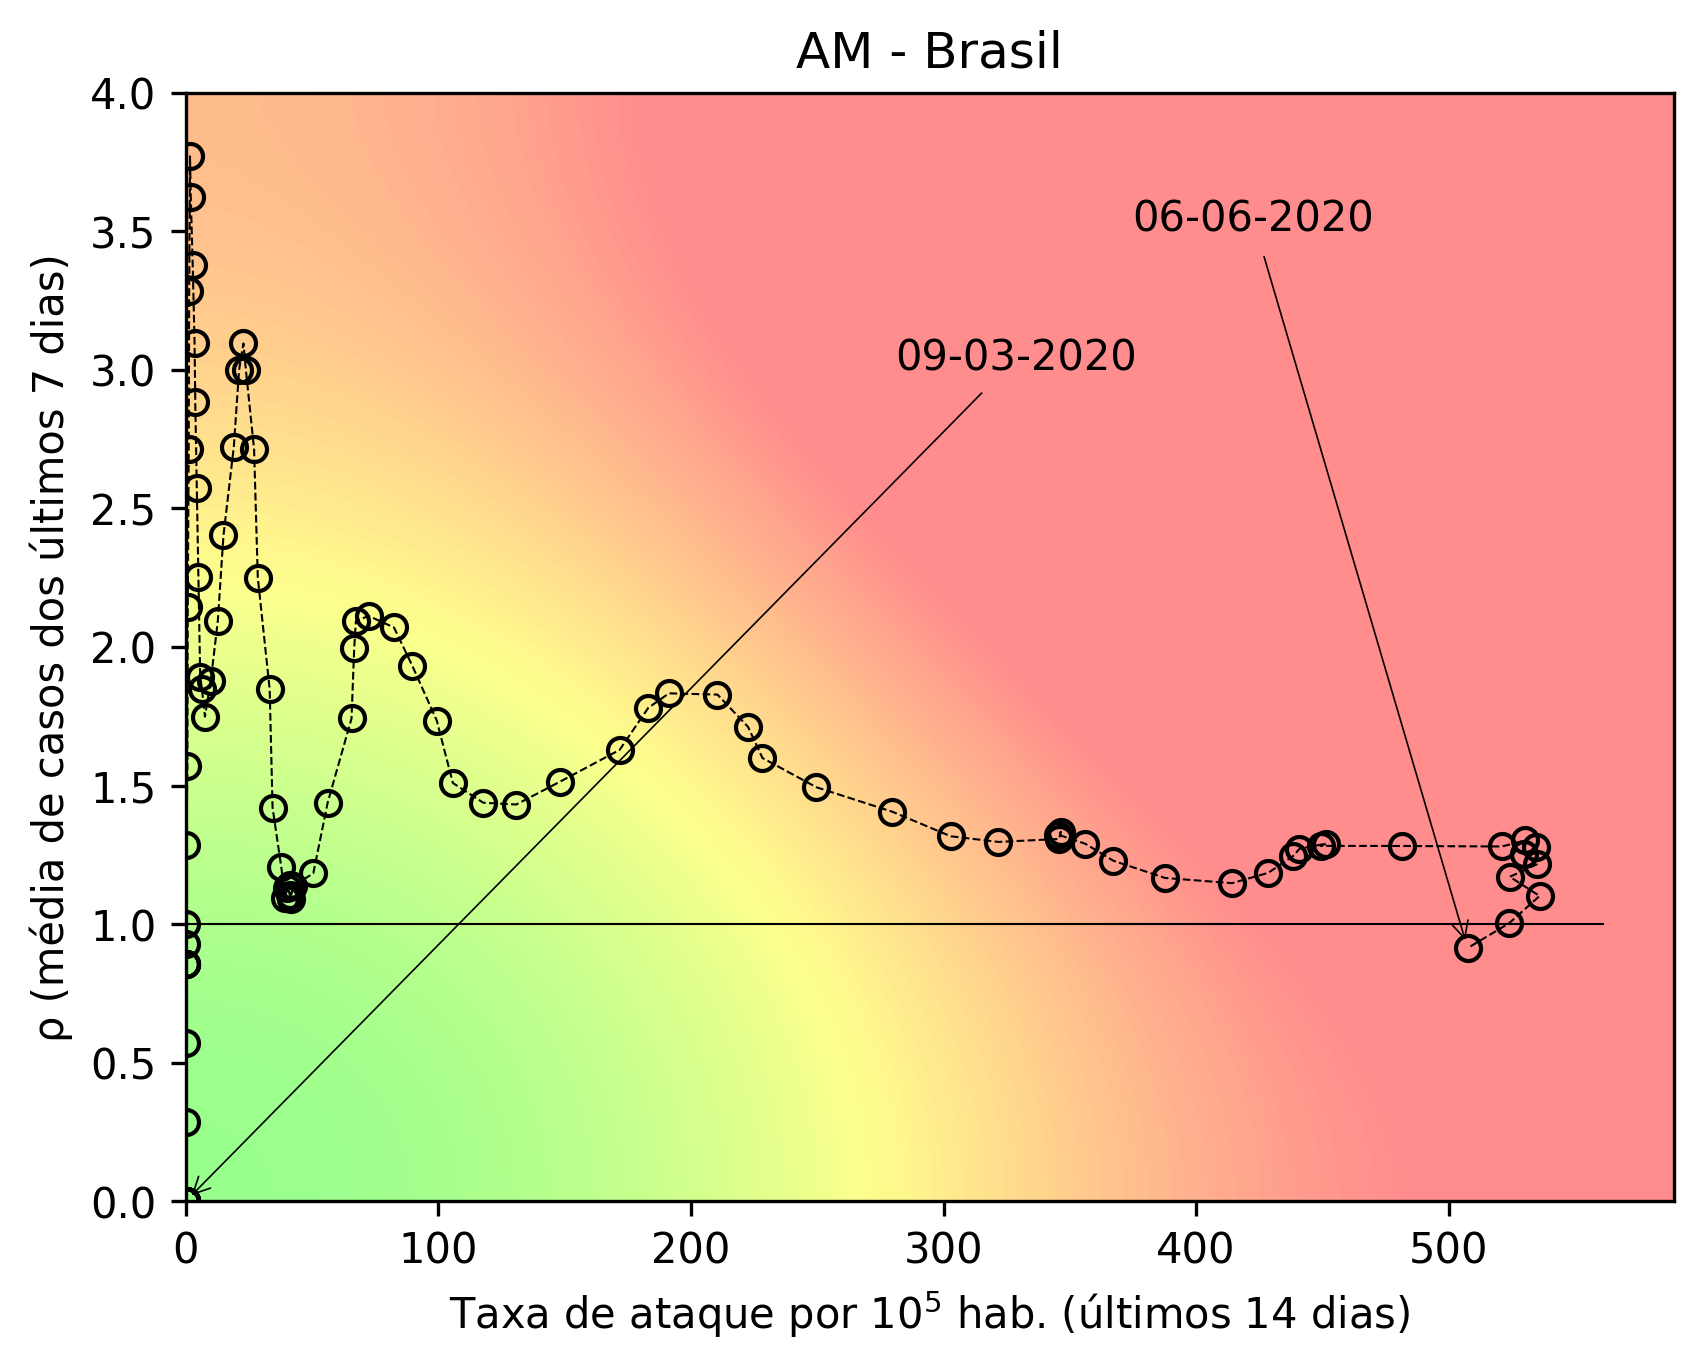 AM - Brasil
4.0
3.5
3.0
2.5
2.0
1.5
1.0
0.5
0.0
ρ (média de casos dos últimos 7 dias)
06-06-2020
09-03-2020
0 100 200 300 400 500
Taxa de ataque por 10⁵ hab. (últimos 14 dias)